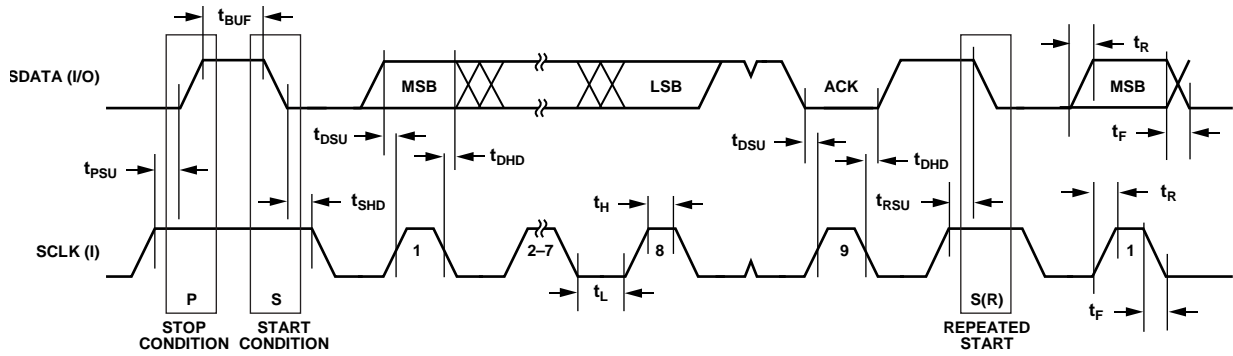 tBUF
SDATA (I/O)
MSB
LSB
ACK
MSB
tR
tDSU
tDHD
tDSU
tDHD
tF
tPSU
tSHD
tH
tRSU
tR
SCLK (I)
1
2–7
8
9
1
tL
tF
P
S
S(R)
STOP
CONDITION
START
CONDITION
REPEATED
START